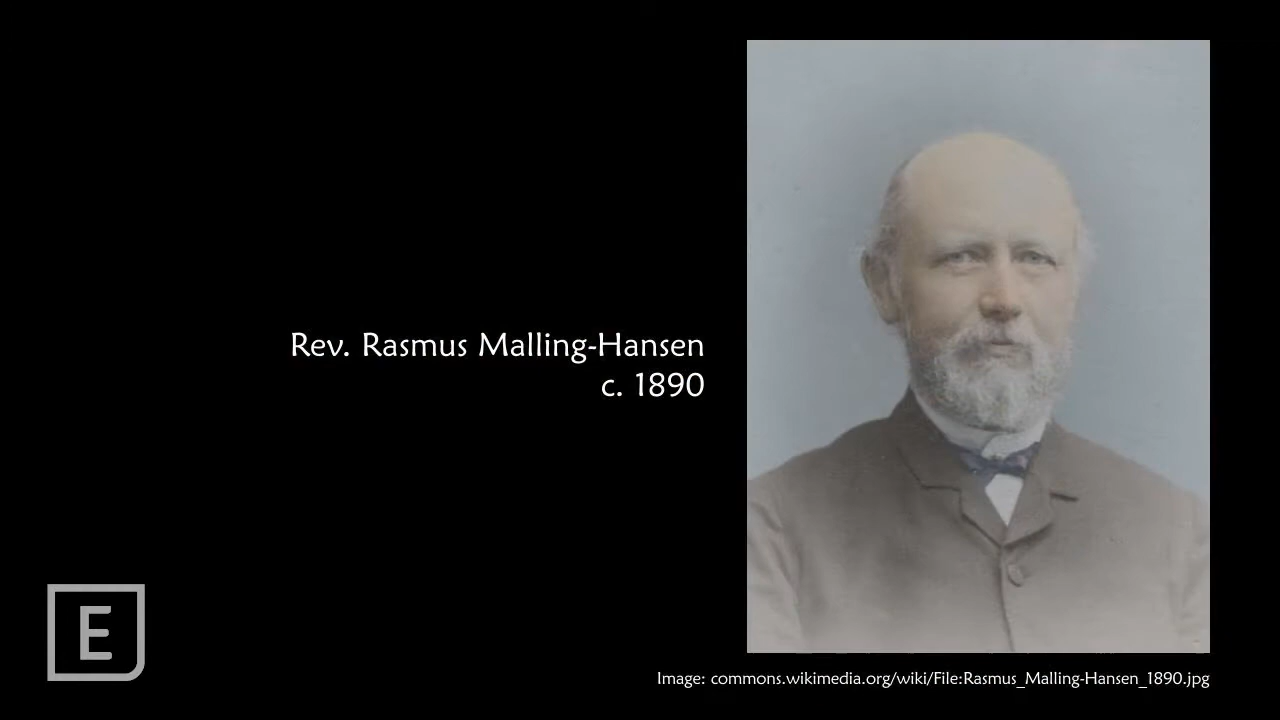 Rev. Rasmus Malling-Hansen
c. 1890
E
Image: commons.wikimedia.org/wiki/File:Rasmus_Malling-Hansen_1890.jpg